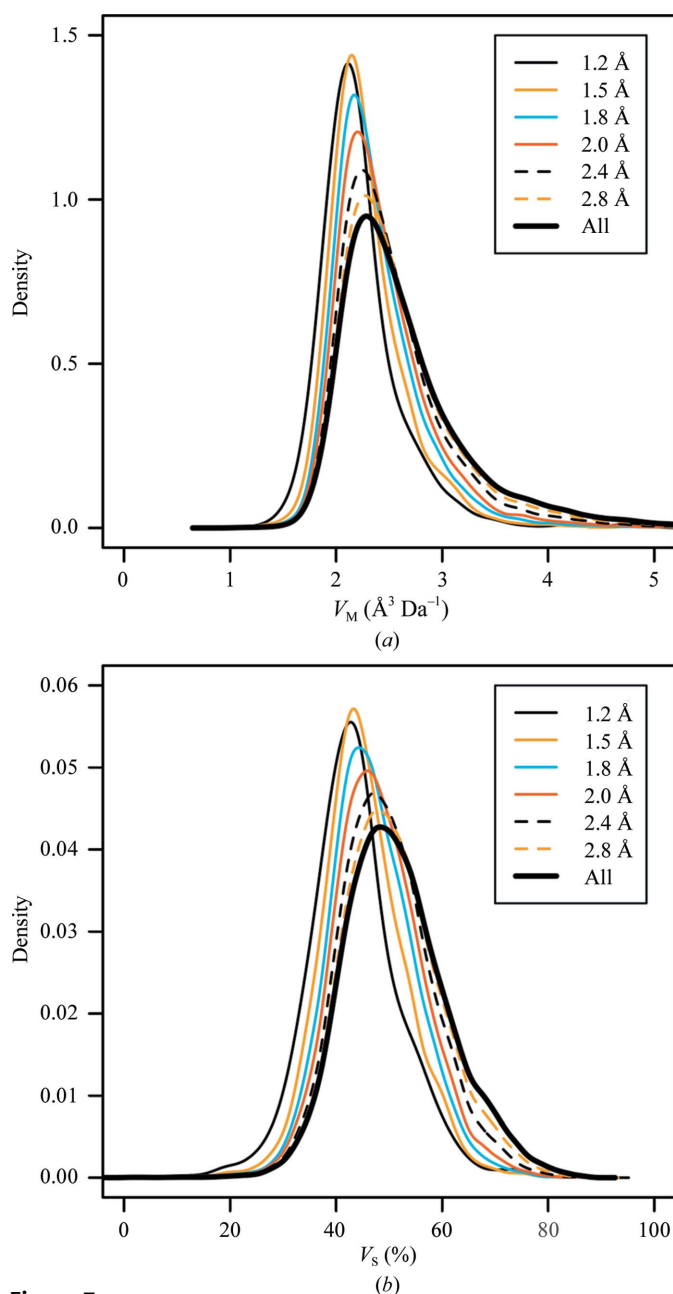 1.5
1.0
0.5
0.0
Density
1.2 Å
1.5 Å
1.8 Å
2.0 Å
2.4 Å
2.8 Å
All
0 1 2 3 4 5
V_M (Å³ Da⁻¹)
(a)
0.06
0.05
0.04
0.03
0.02
0.01
0.00
Density
1.2 Å
1.5 Å
1.8 Å
2.0 Å
2.4 Å
2.8 Å
All
0 20 40 60 80 100
V_S (%)
(b)